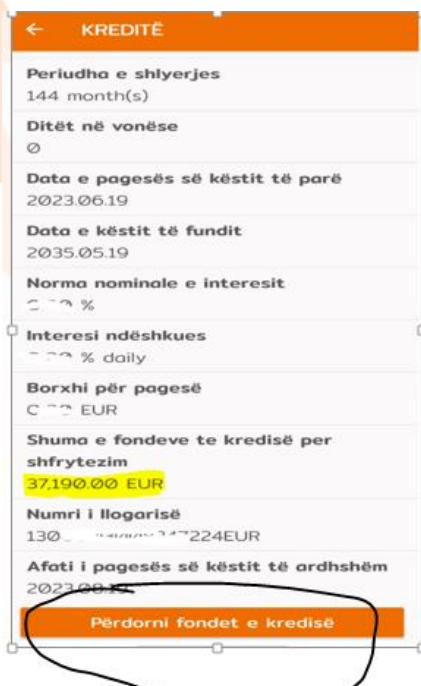 ← KREDITË
Periudha e shlyerjes
144 month(s)
Ditët në vonëse
0
Data e pagesës së këstit të parë
2023.06.19
Data e këstit të fundit
2035.05.19
Norma nominale e interesit
%
Interesi ndëshkues
% daily
Borxhi për pagesë
EUR
Shuma e fondeve te kredisë per
shfrytezim
37,190.00 EUR
Numri i llogarisë
Afati i pagesës së këstit të ardhshëm
Përdorni fondet e kredisë